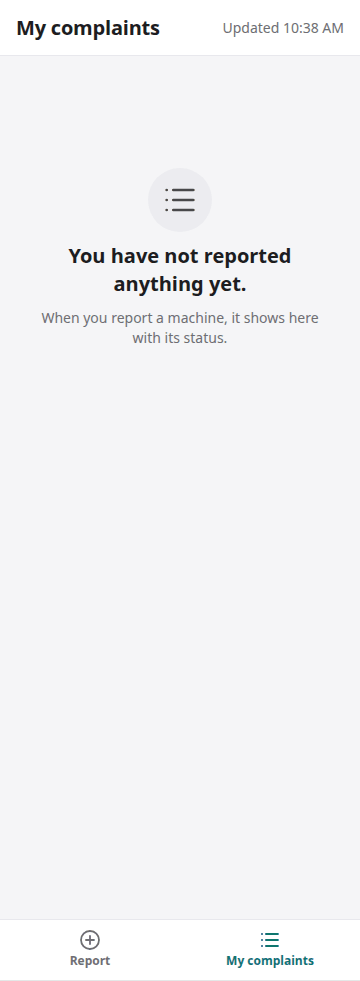 My complaints
Updated 10:38 AM
You have not reported
anything yet.
When you report a machine, it shows here
with its status.
Report
My complaints